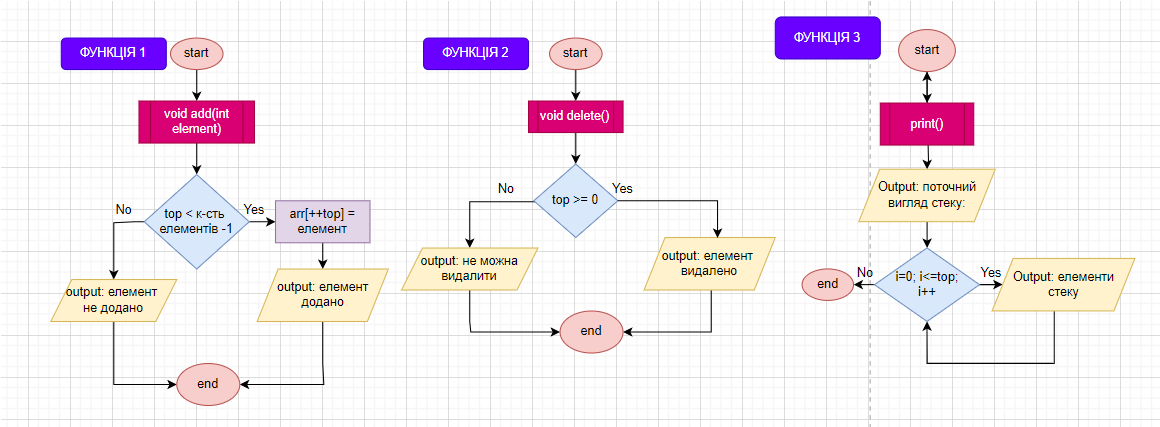 ФУНКЦІЯ 1
start
void add(int
element)
top < к-сть
елементів -1
No
Yes
arr[++top] =
елемент
output: елемент
не додано
output: елемент
додано
end
ФУНКЦІЯ 2
start
void delete()
top >= 0
No
Yes
output: не можна
видалити
output: елемент
видалено
end
ФУНКЦІЯ 3
start
print()
Output: поточний
вигляд стеку:
i=0; i<=top;
i++
No
Yes
end
Output: елементи
стеку